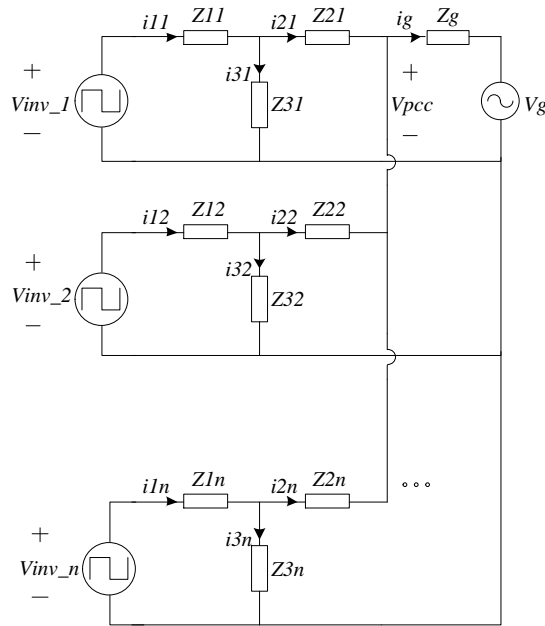 i11 Z11 i21 Z21 ig Zg
+ +
i31
Vinv_1 Z31 Vpcc Vg
− −
i12 Z12 i22 Z22
+
i32
Vinv_2 Z32
−
i1n Z1n i2n Z2n
+
i3n
Vinv_n Z3n
−